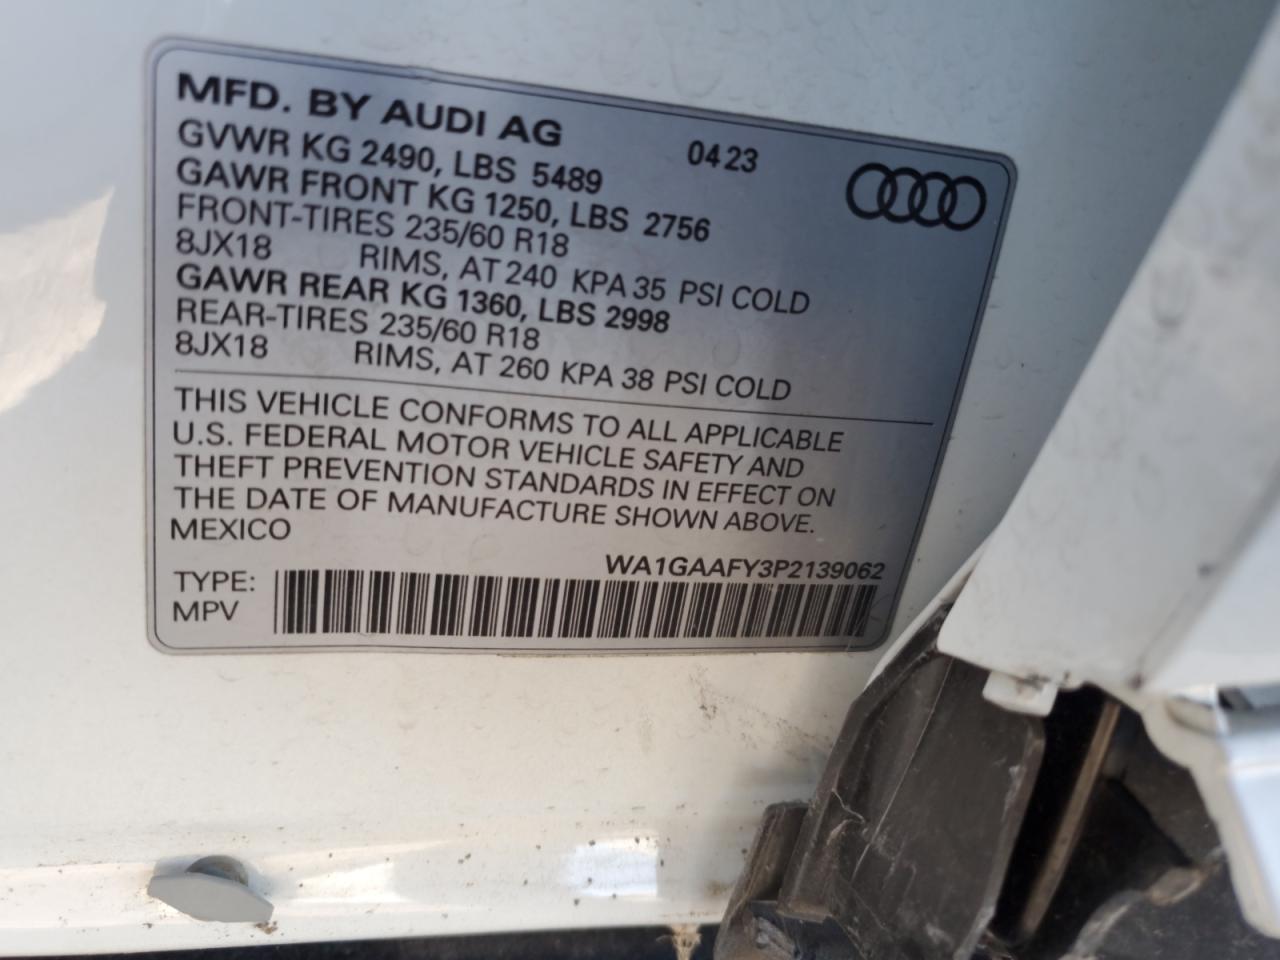 MFD. BY AUDI AG 04 23
GVWR KG 2490, LBS 5489
GAWR FRONT KG 1250, LBS 2756
FRONT-TIRES 235/60 R18
8JX18 RIMS, AT 240 KPA 35 PSI COLD
GAWR REAR KG 1360, LBS 2998
REAR-TIRES 235/60 R18
8JX18 RIMS, AT 260 KPA 38 PSI COLD
THIS VEHICLE CONFORMS TO ALL APPLICABLE
U.S. FEDERAL MOTOR VEHICLE SAFETY AND
THEFT PREVENTION STANDARDS IN EFFECT ON
THE DATE OF MANUFACTURE SHOWN ABOVE.
MEXICO
WA1GAAFY3P2139062
TYPE:
MPV